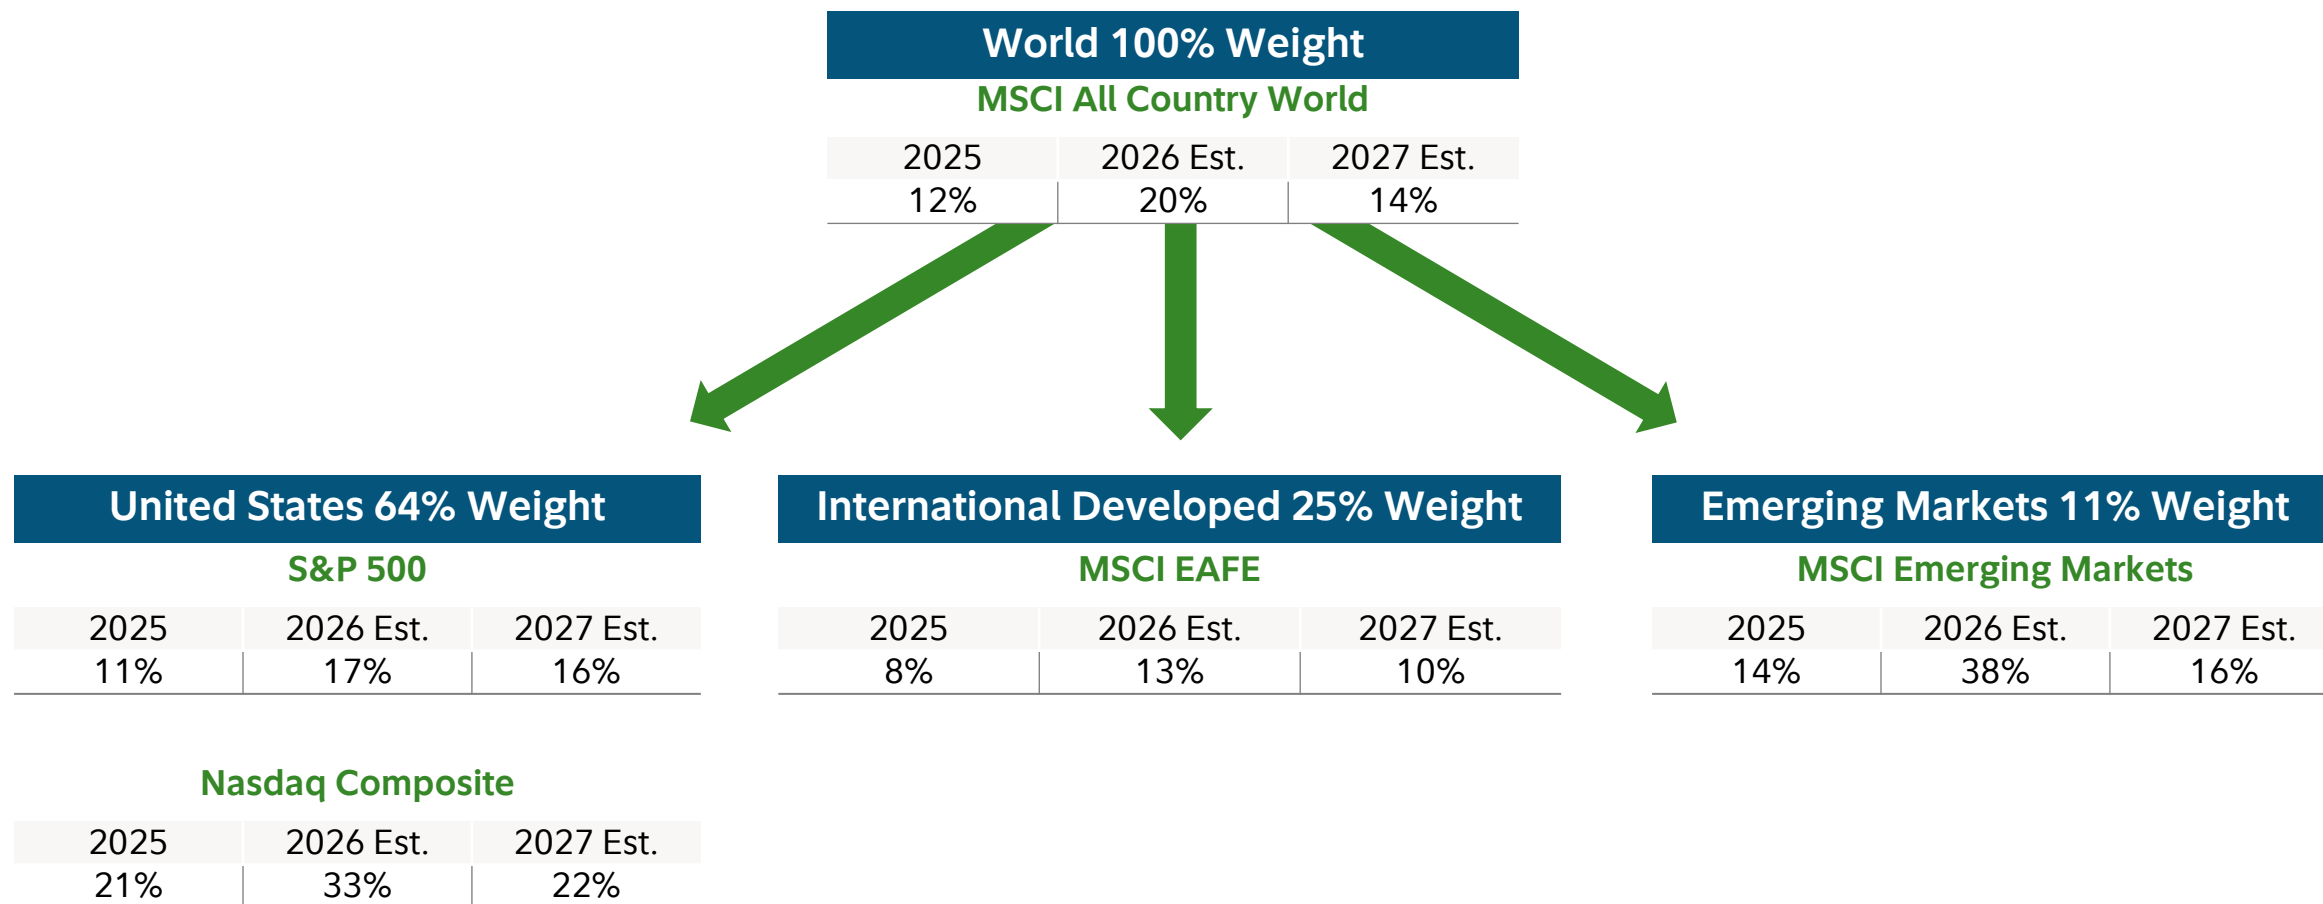 World 100% Weight
MSCI All Country World
2025 2026 Est. 2027 Est.
12% 20% 14%
United States 64% Weight
S&P 500
2025 2026 Est. 2027 Est.
11% 17% 16%
Nasdaq Composite
2025 2026 Est. 2027 Est.
21% 33% 22%
International Developed 25% Weight
MSCI EAFE
2025 2026 Est. 2027 Est.
8% 13% 10%
Emerging Markets 11% Weight
MSCI Emerging Markets
2025 2026 Est. 2027 Est.
14% 38% 16%